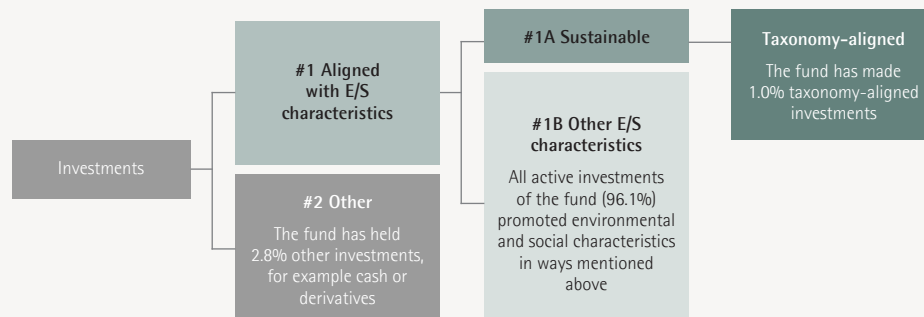 Investments
#1 Aligned
with E/S
characteristics
#2 Other
The fund has held
2.8% other investments,
for example cash or
derivatives
#1A Sustainable
#1B Other E/S
characteristics
All active investments
of the fund (96.1%)
promoted environmental
and social characteristics
in ways mentioned
above
Taxonomy-aligned
The fund has made
1.0% taxonomy-aligned
investments